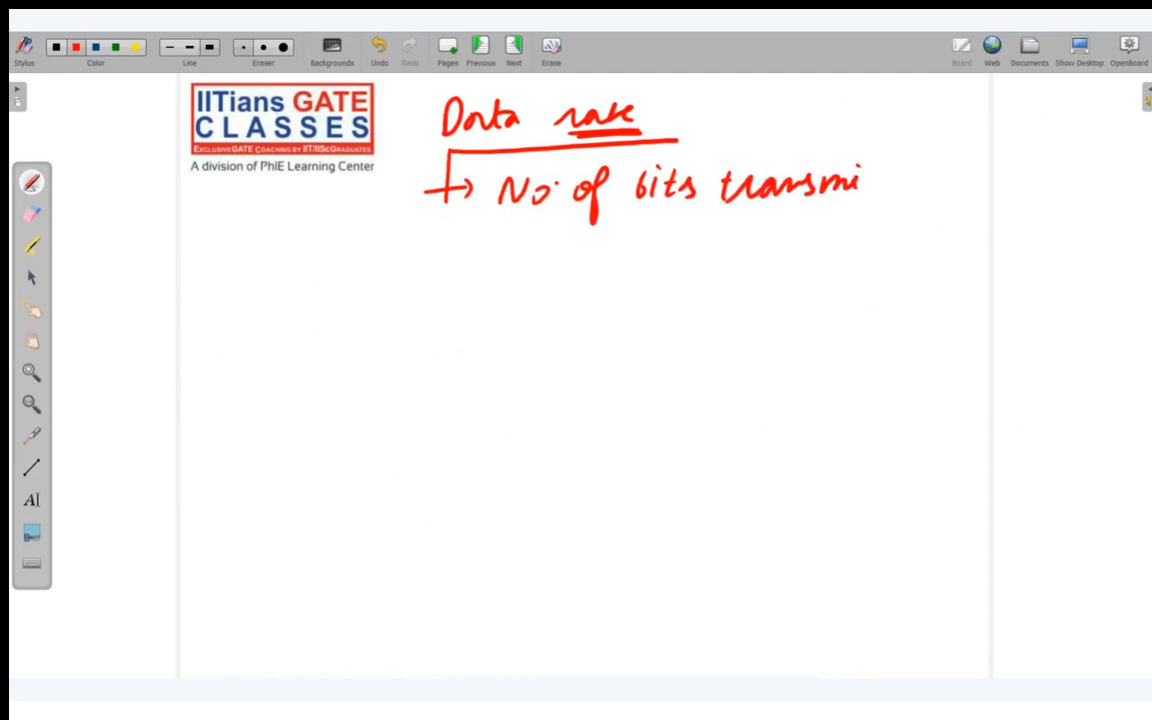 Stylus
Color
Line
Eraser
Backgrounds
Undo
Redo
Pages
Previous
Next
Erase
Board
Web
Documents
Show Desktop
OpenBoard
IITians GATE
CLASSES
EXCLUSIVE GATE COACHING BY IIT/IISC GRADUATES
A division of PhIE Learning Center
Data rate
→ No. of bits transmi
AI